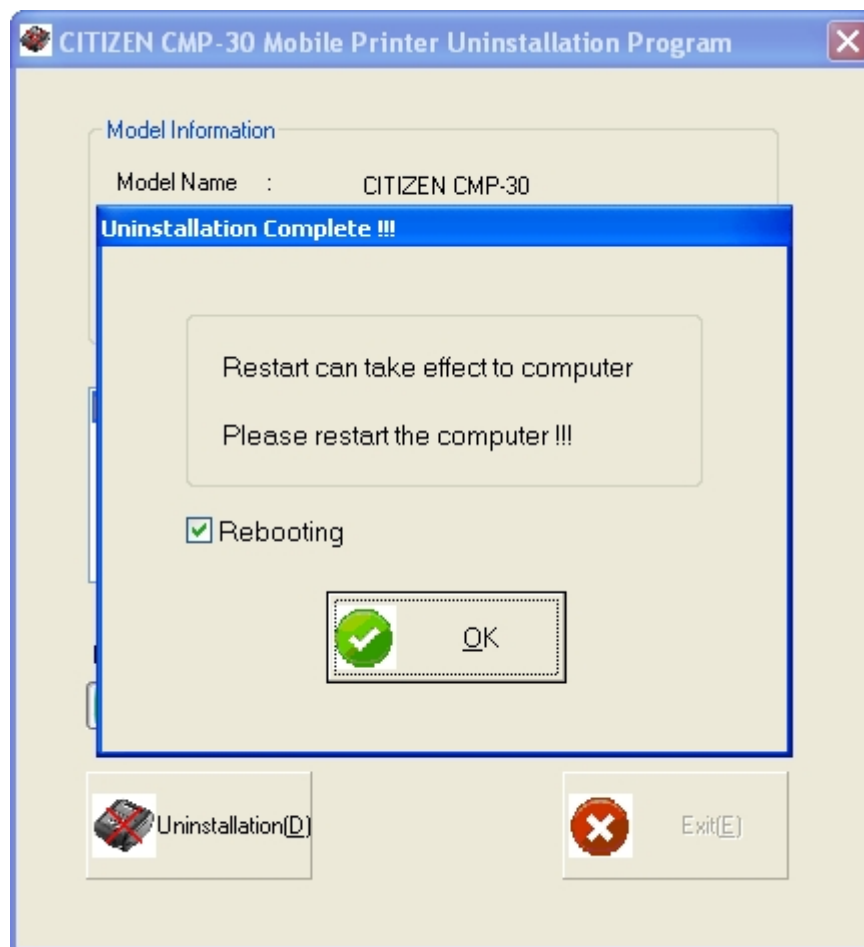 CITIZEN CMP-30 Mobile Printer Uninstallation Program
Model Information
Model Name : CITIZEN CMP-30
Uninstallation Complete !!!
Restart can take effect to computer
Please restart the computer !!!
Rebooting
OK
Uninstallation(D)
Exit(E)